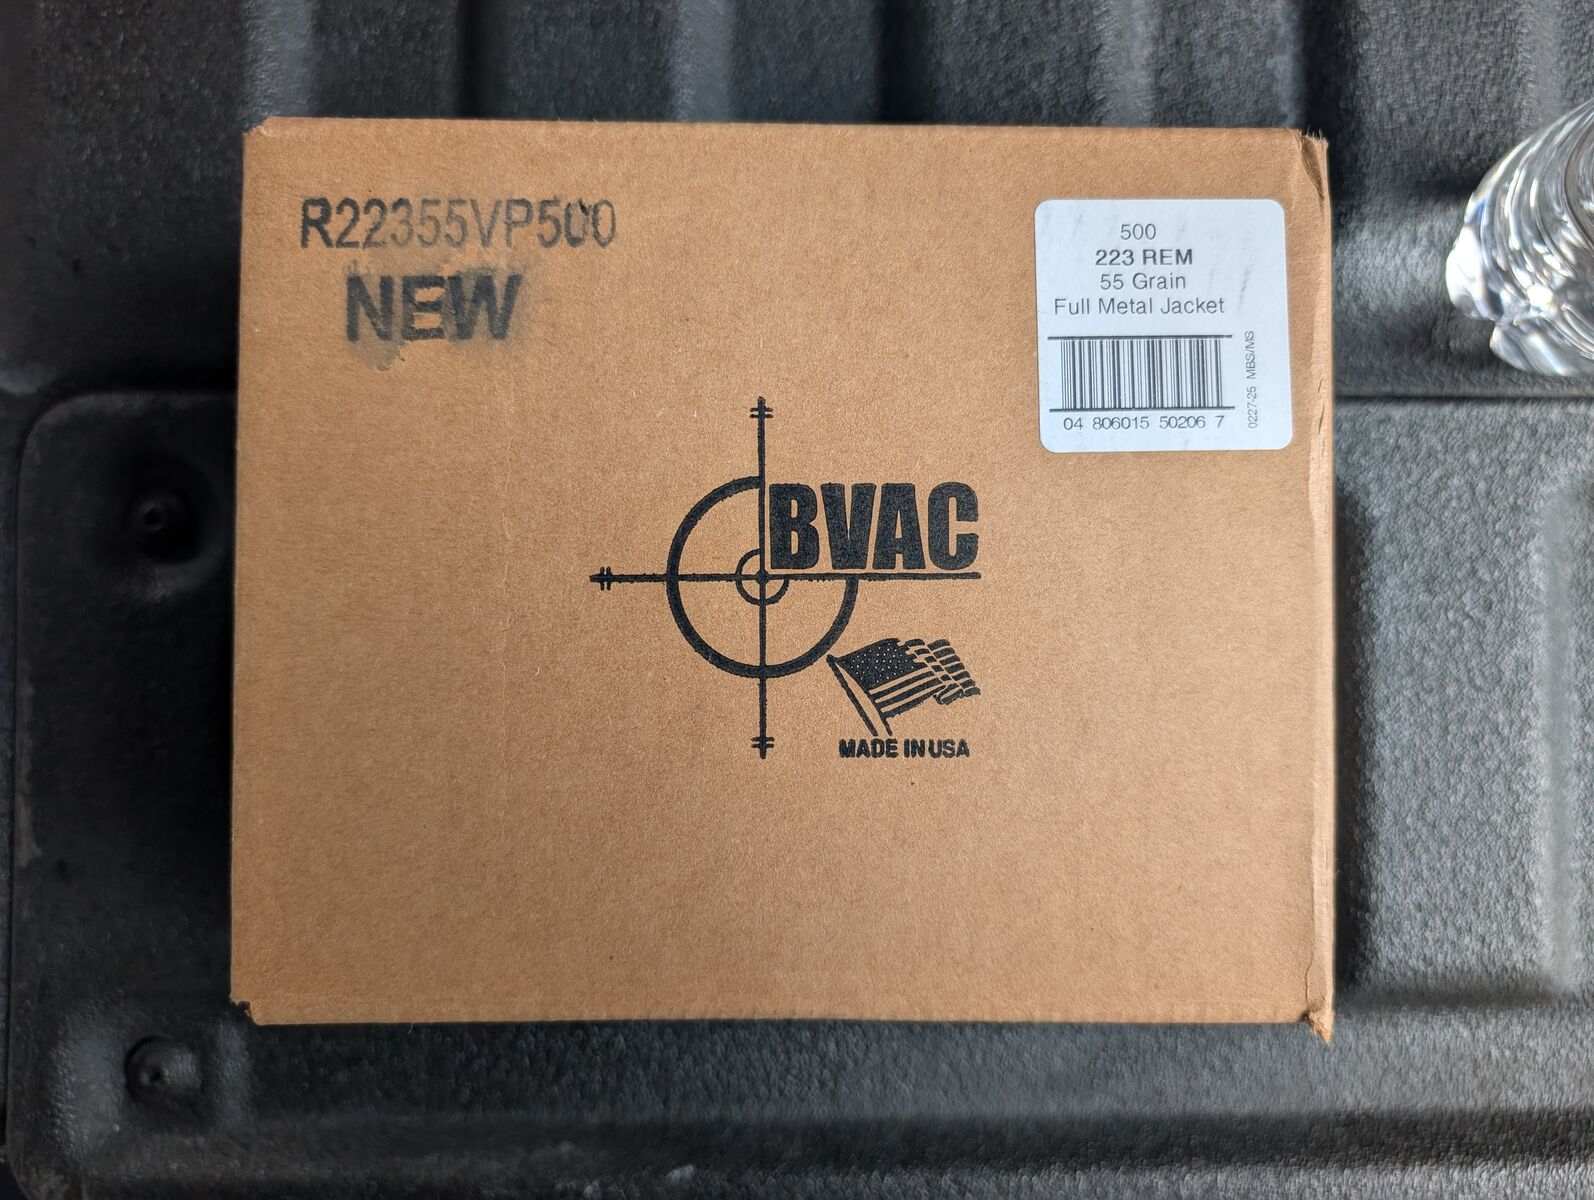 R22355VP500
NEW
500
223 REM
55 Grain
Full Metal Jacket
04 806015 50206 7
0227-25 MBS/MS
BVAC
MADE IN USA